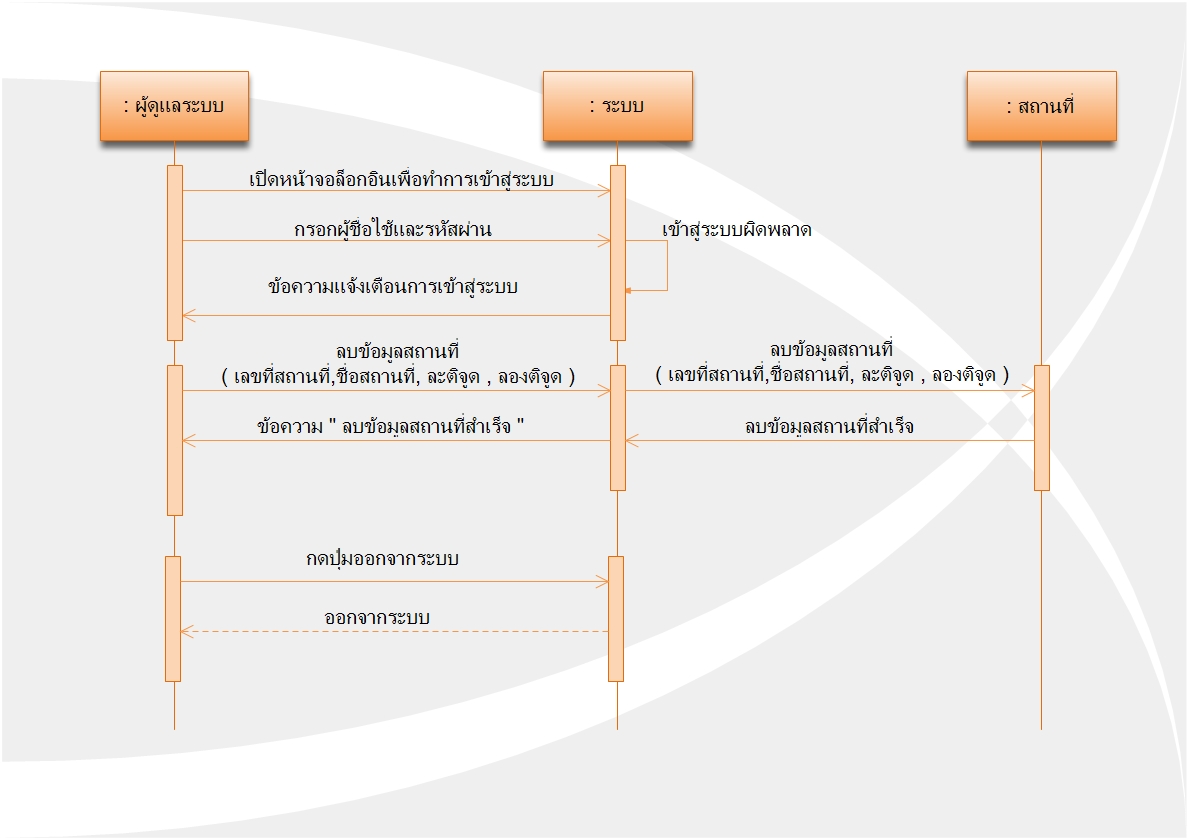 : ผู้ดูแลระบบ
: ระบบ
: สถานที่
เปิดหน้าจอล็อกอินเพื่อทำการเข้าสู่ระบบ
กรอกผู้ชื่อใช้และรหัสผ่าน
เข้าสู่ระบบผิดพลาด
ข้อความแจ้งเตือนการเข้าสู่ระบบ
ลบข้อมูลสถานที่
( เลขที่สถานที่,ชื่อสถานที่, ละติจูด , ลองติจูด )
ลบข้อมูลสถานที่
( เลขที่สถานที่,ชื่อสถานที่, ละติจูด , ลองติจูด )
ข้อความ " ลบข้อมูลสถานที่สำเร็จ "
ลบข้อมูลสถานที่สำเร็จ
กดปุ่มออกจากระบบ
ออกจากระบบ